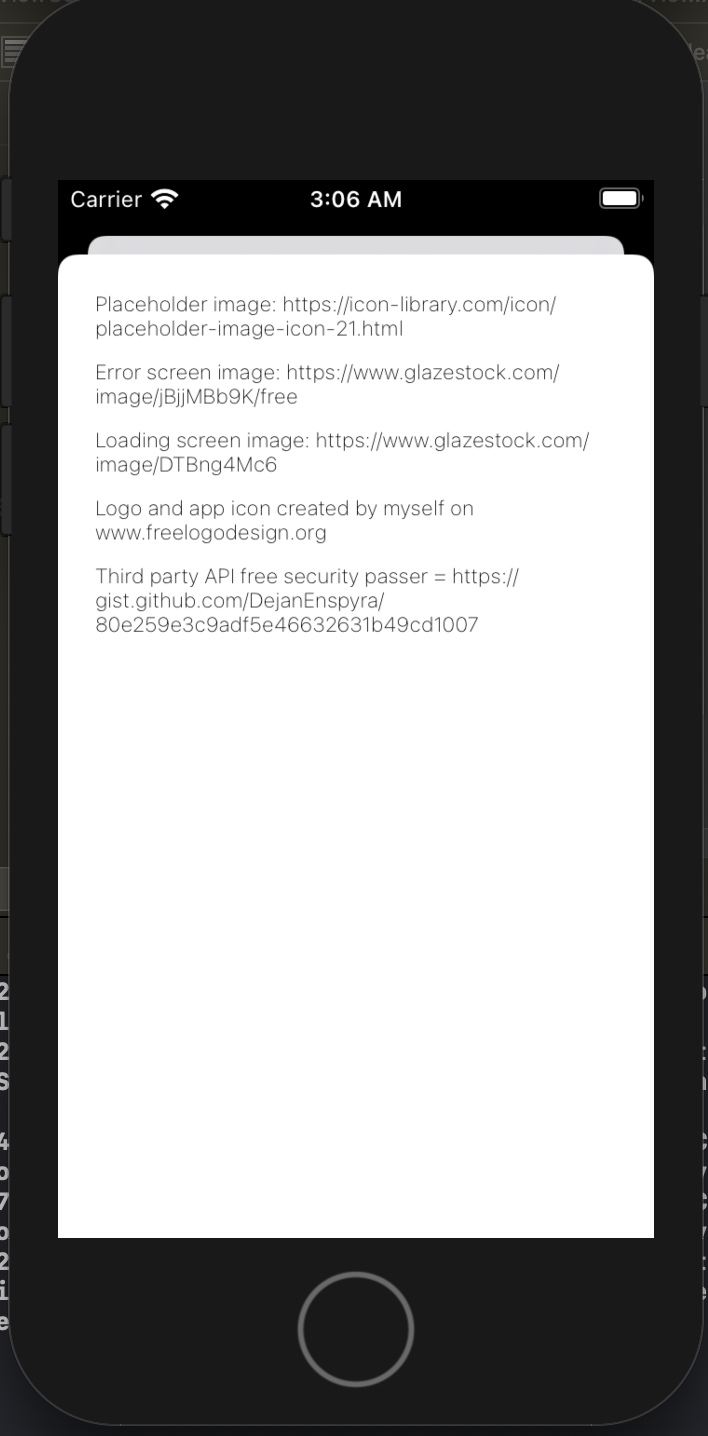 Carrier 3:06 AM
Placeholder image: https://icon-library.com/icon/
placeholder-image-icon-21.html
Error screen image: https://www.glazestock.com/
image/jBjjMBb9K/free
Loading screen image: https://www.glazestock.com/
image/DTBng4Mc6
Logo and app icon created by myself on
www.freelogodesign.org
Third party API free security passer = https://
gist.github.com/DejanEnspyra/
80e259e3c9adf5e46632631b49cd1007